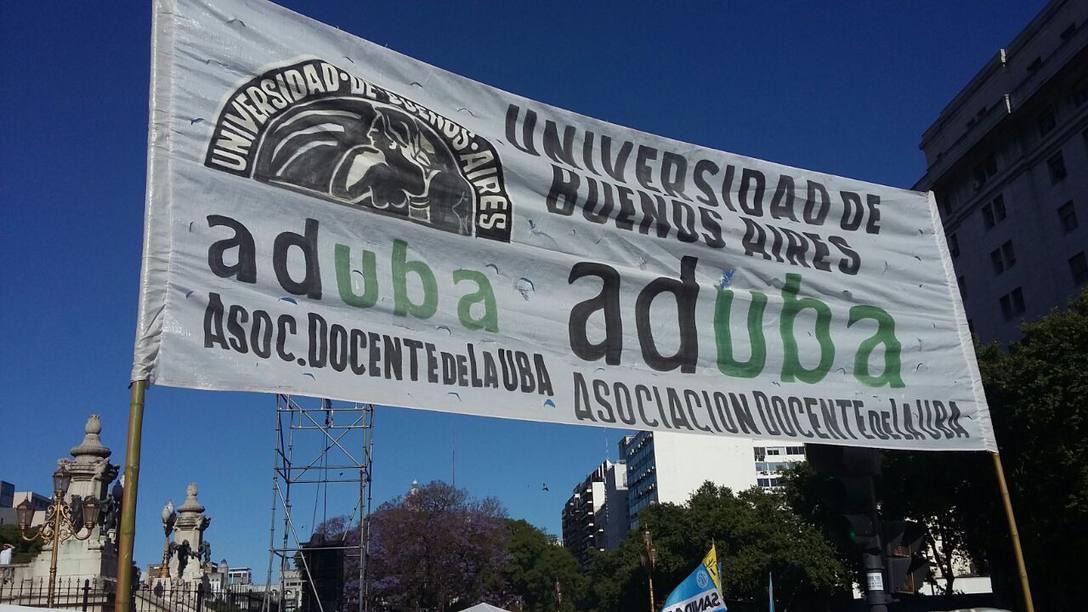 UNIVERSIDAD·DE·BUENOS·AIRES
UNIVERSIDAD DE
BUENOS AIRES
aduba
ASOC. DOCENTE DE LA UBA
aduba
ASOCIACION DOCENTE DE LA UBA